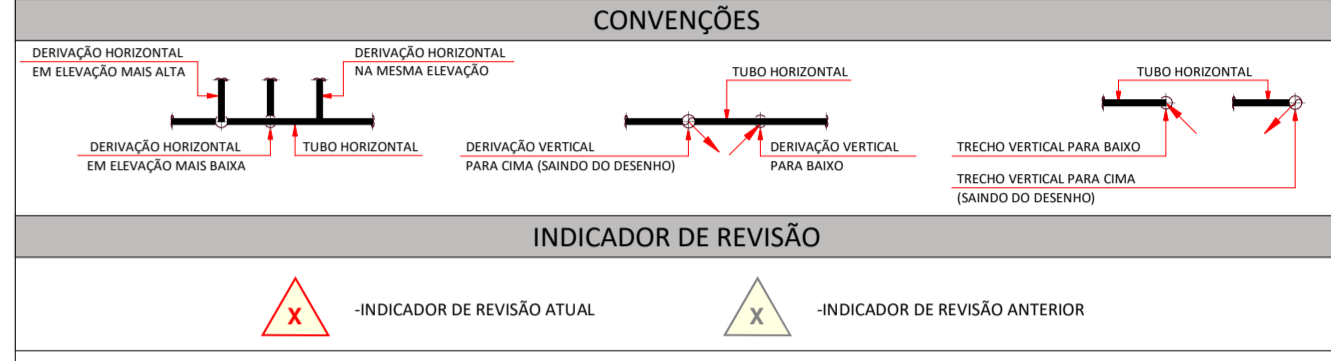 CONVENÇÕES
DERIVAÇÃO HORIZONTAL
EM ELEVAÇÃO MAIS ALTA
DERIVAÇÃO HORIZONTAL
NA MESMA ELEVAÇÃO
DERIVAÇÃO HORIZONTAL
EM ELEVAÇÃO MAIS BAIXA
TUBO HORIZONTAL
TUBO HORIZONTAL
DERIVAÇÃO VERTICAL
PARA CIMA (SAINDO DO DESENHO)
DERIVAÇÃO VERTICAL
PARA BAIXO
TUBO HORIZONTAL
TRECHO VERTICAL PARA BAIXO
TRECHO VERTICAL PARA CIMA
(SAINDO DO DESENHO)
INDICADOR DE REVISÃO
X
-INDICADOR DE REVISÃO ATUAL
X
-INDICADOR DE REVISÃO ANTERIOR